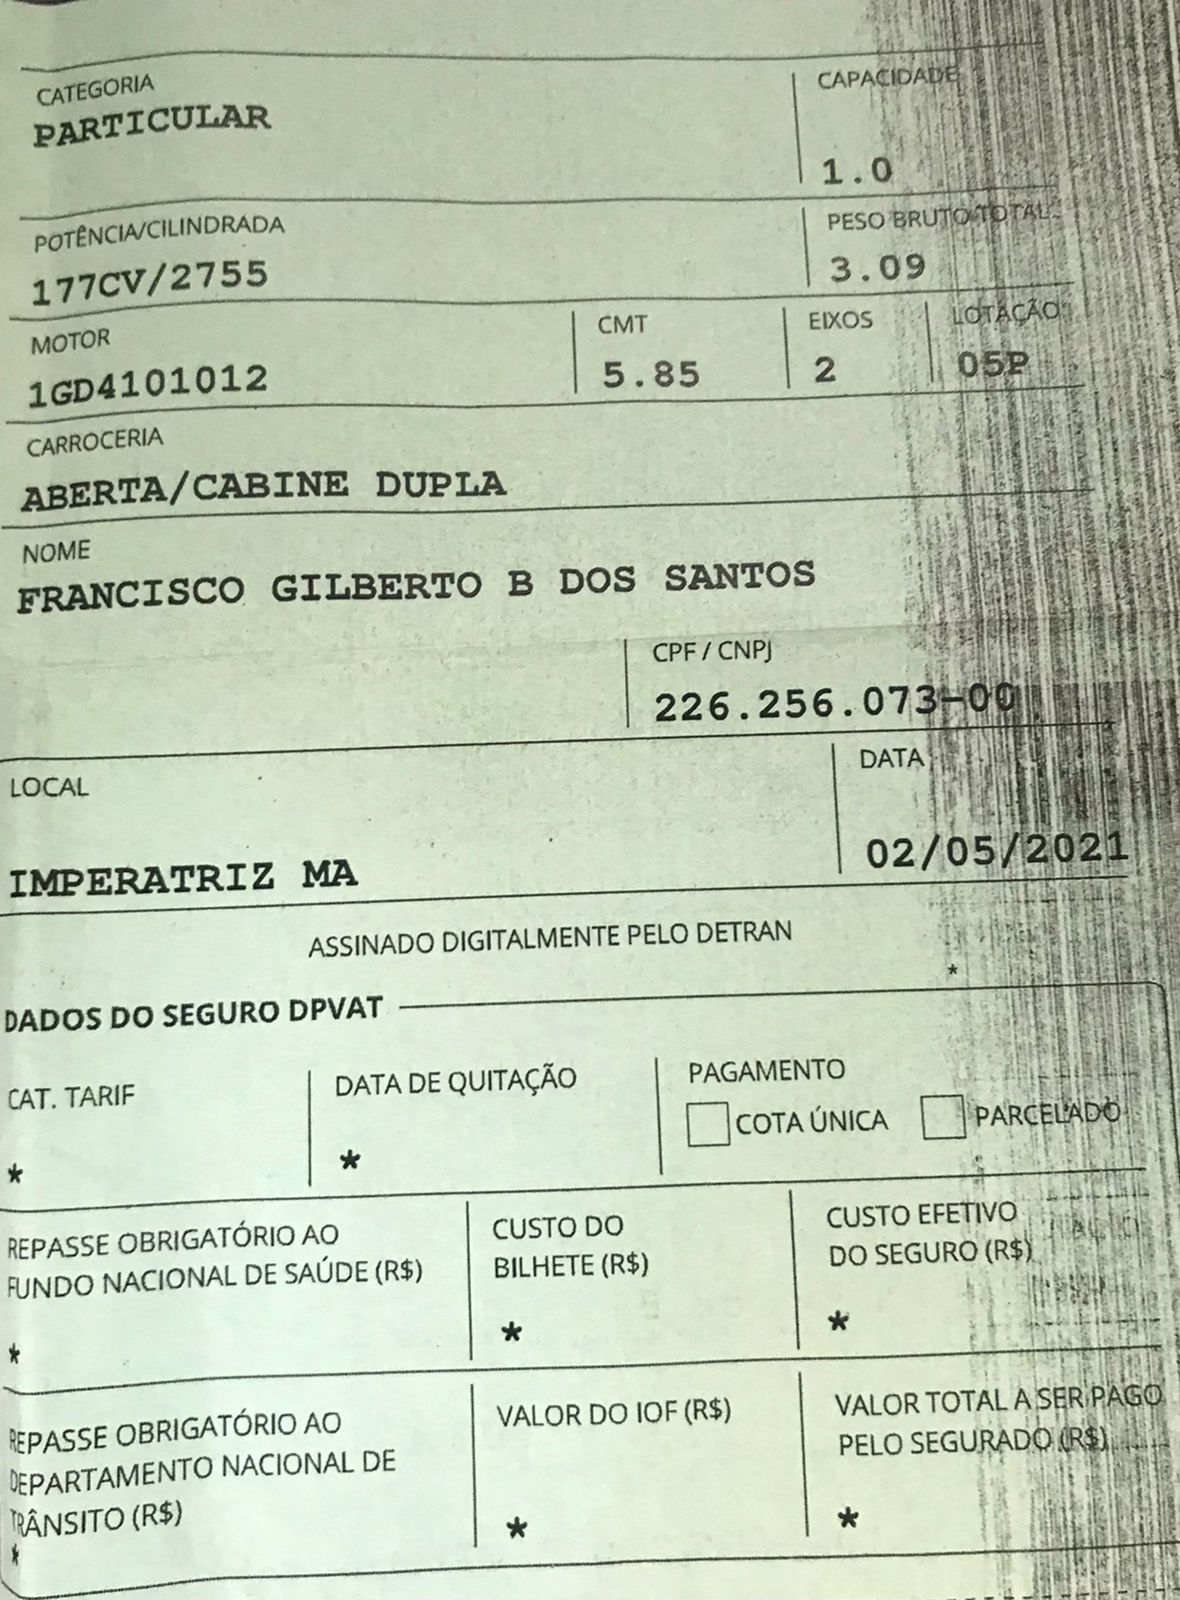 CATEGORIA
PARTICULAR
CAPACIDADE
1.0
POTÊNCIA/CILINDRADA
177CV/2755
PESO BRUTO TOTAL
3.09
MOTOR
1GD4101012
CMT
5.85
EIXOS
2
LOTAÇÃO
05P
CARROCERIA
ABERTA/CABINE DUPLA
NOME
FRANCISCO GILBERTO B DOS SANTOS
CPF / CNPJ
226.256.073-00
LOCAL
IMPERATRIZ MA
DATA
02/05/2021
ASSINADO DIGITALMENTE PELO DETRAN
*
DADOS DO SEGURO DPVAT
CAT. TARIF
*
DATA DE QUITAÇÃO
*
PAGAMENTO
COTA ÚNICA PARCELADO
REPASSE OBRIGATÓRIO AO
FUNDO NACIONAL DE SAÚDE (R$)
*
CUSTO DO
BILHETE (R$)
*
CUSTO EFETIVO
DO SEGURO (R$)
*
REPASSE OBRIGATÓRIO AO
DEPARTAMENTO NACIONAL DE
TRÂNSITO (R$)
*
VALOR DO IOF (R$)
*
VALOR TOTAL A SER PAGO
PELO SEGURADO (R$)
*